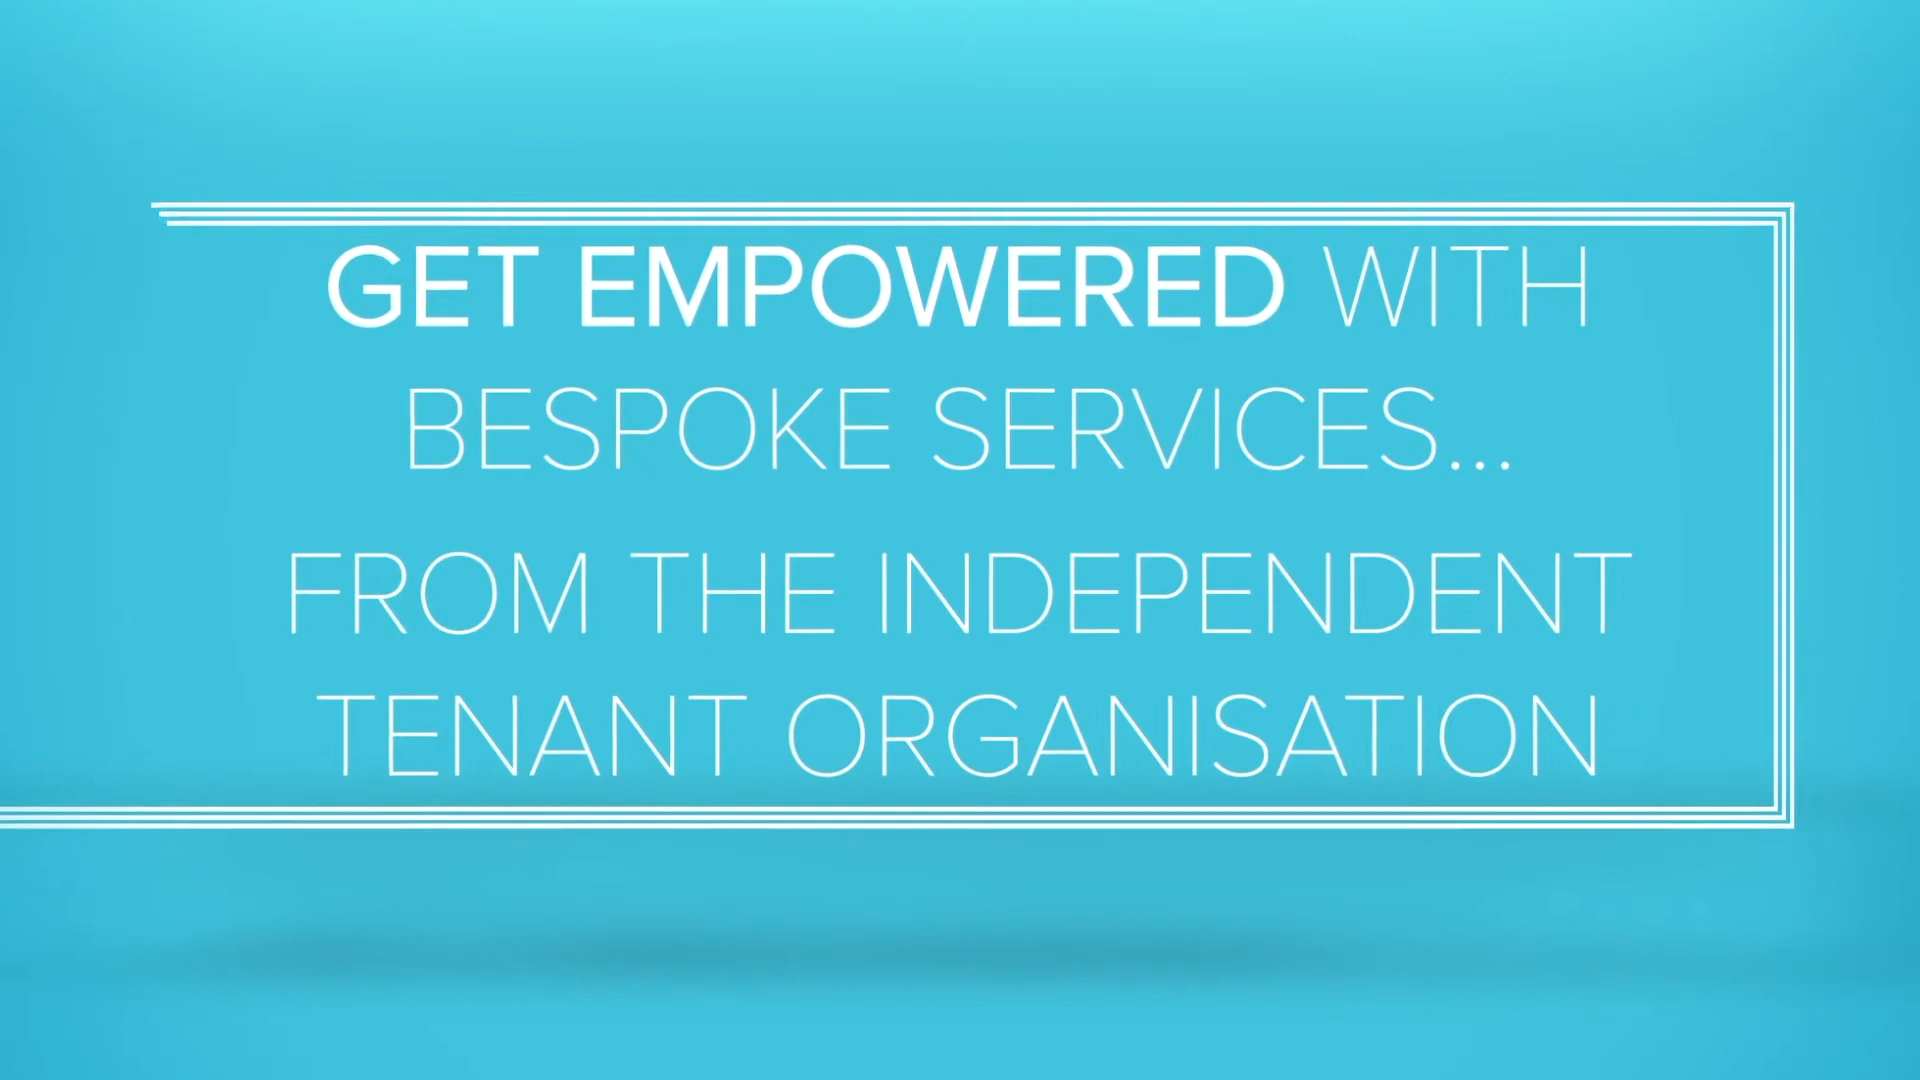 GET EMPOWERED WITH
BESPOKE SERVICES...
FROM THE INDEPENDENT
TENANT ORGANISATION